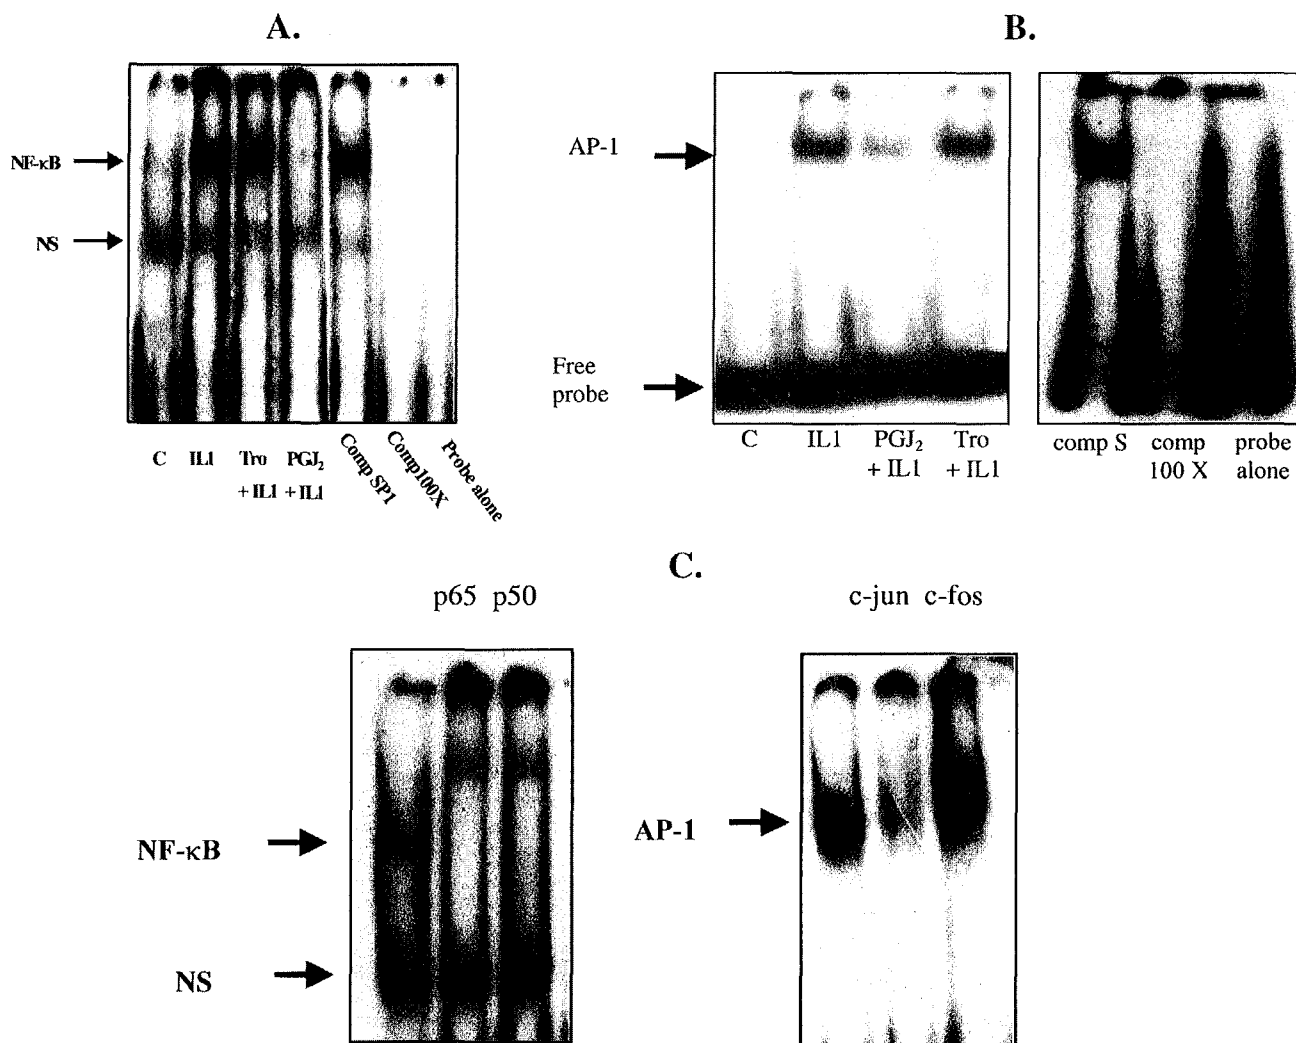 A.
B.
NF-κB
NS
C IL1 Tro PGJ₂
+ IL1 + IL1
Comp SP1
Comp100X
Probe alone
AP-1
Free
probe
C IL1 PGJ₂ Tro
+ IL1 + IL1
comp S comp probe
100 X alone
C.
p65 p50
c-jun c-fos
NF-κB
NS
AP-1